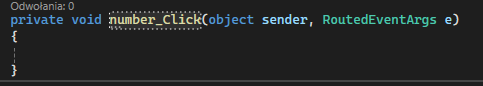 Odwołania: 0
private void number_Click(object sender, RoutedEventArgs e)
{
}